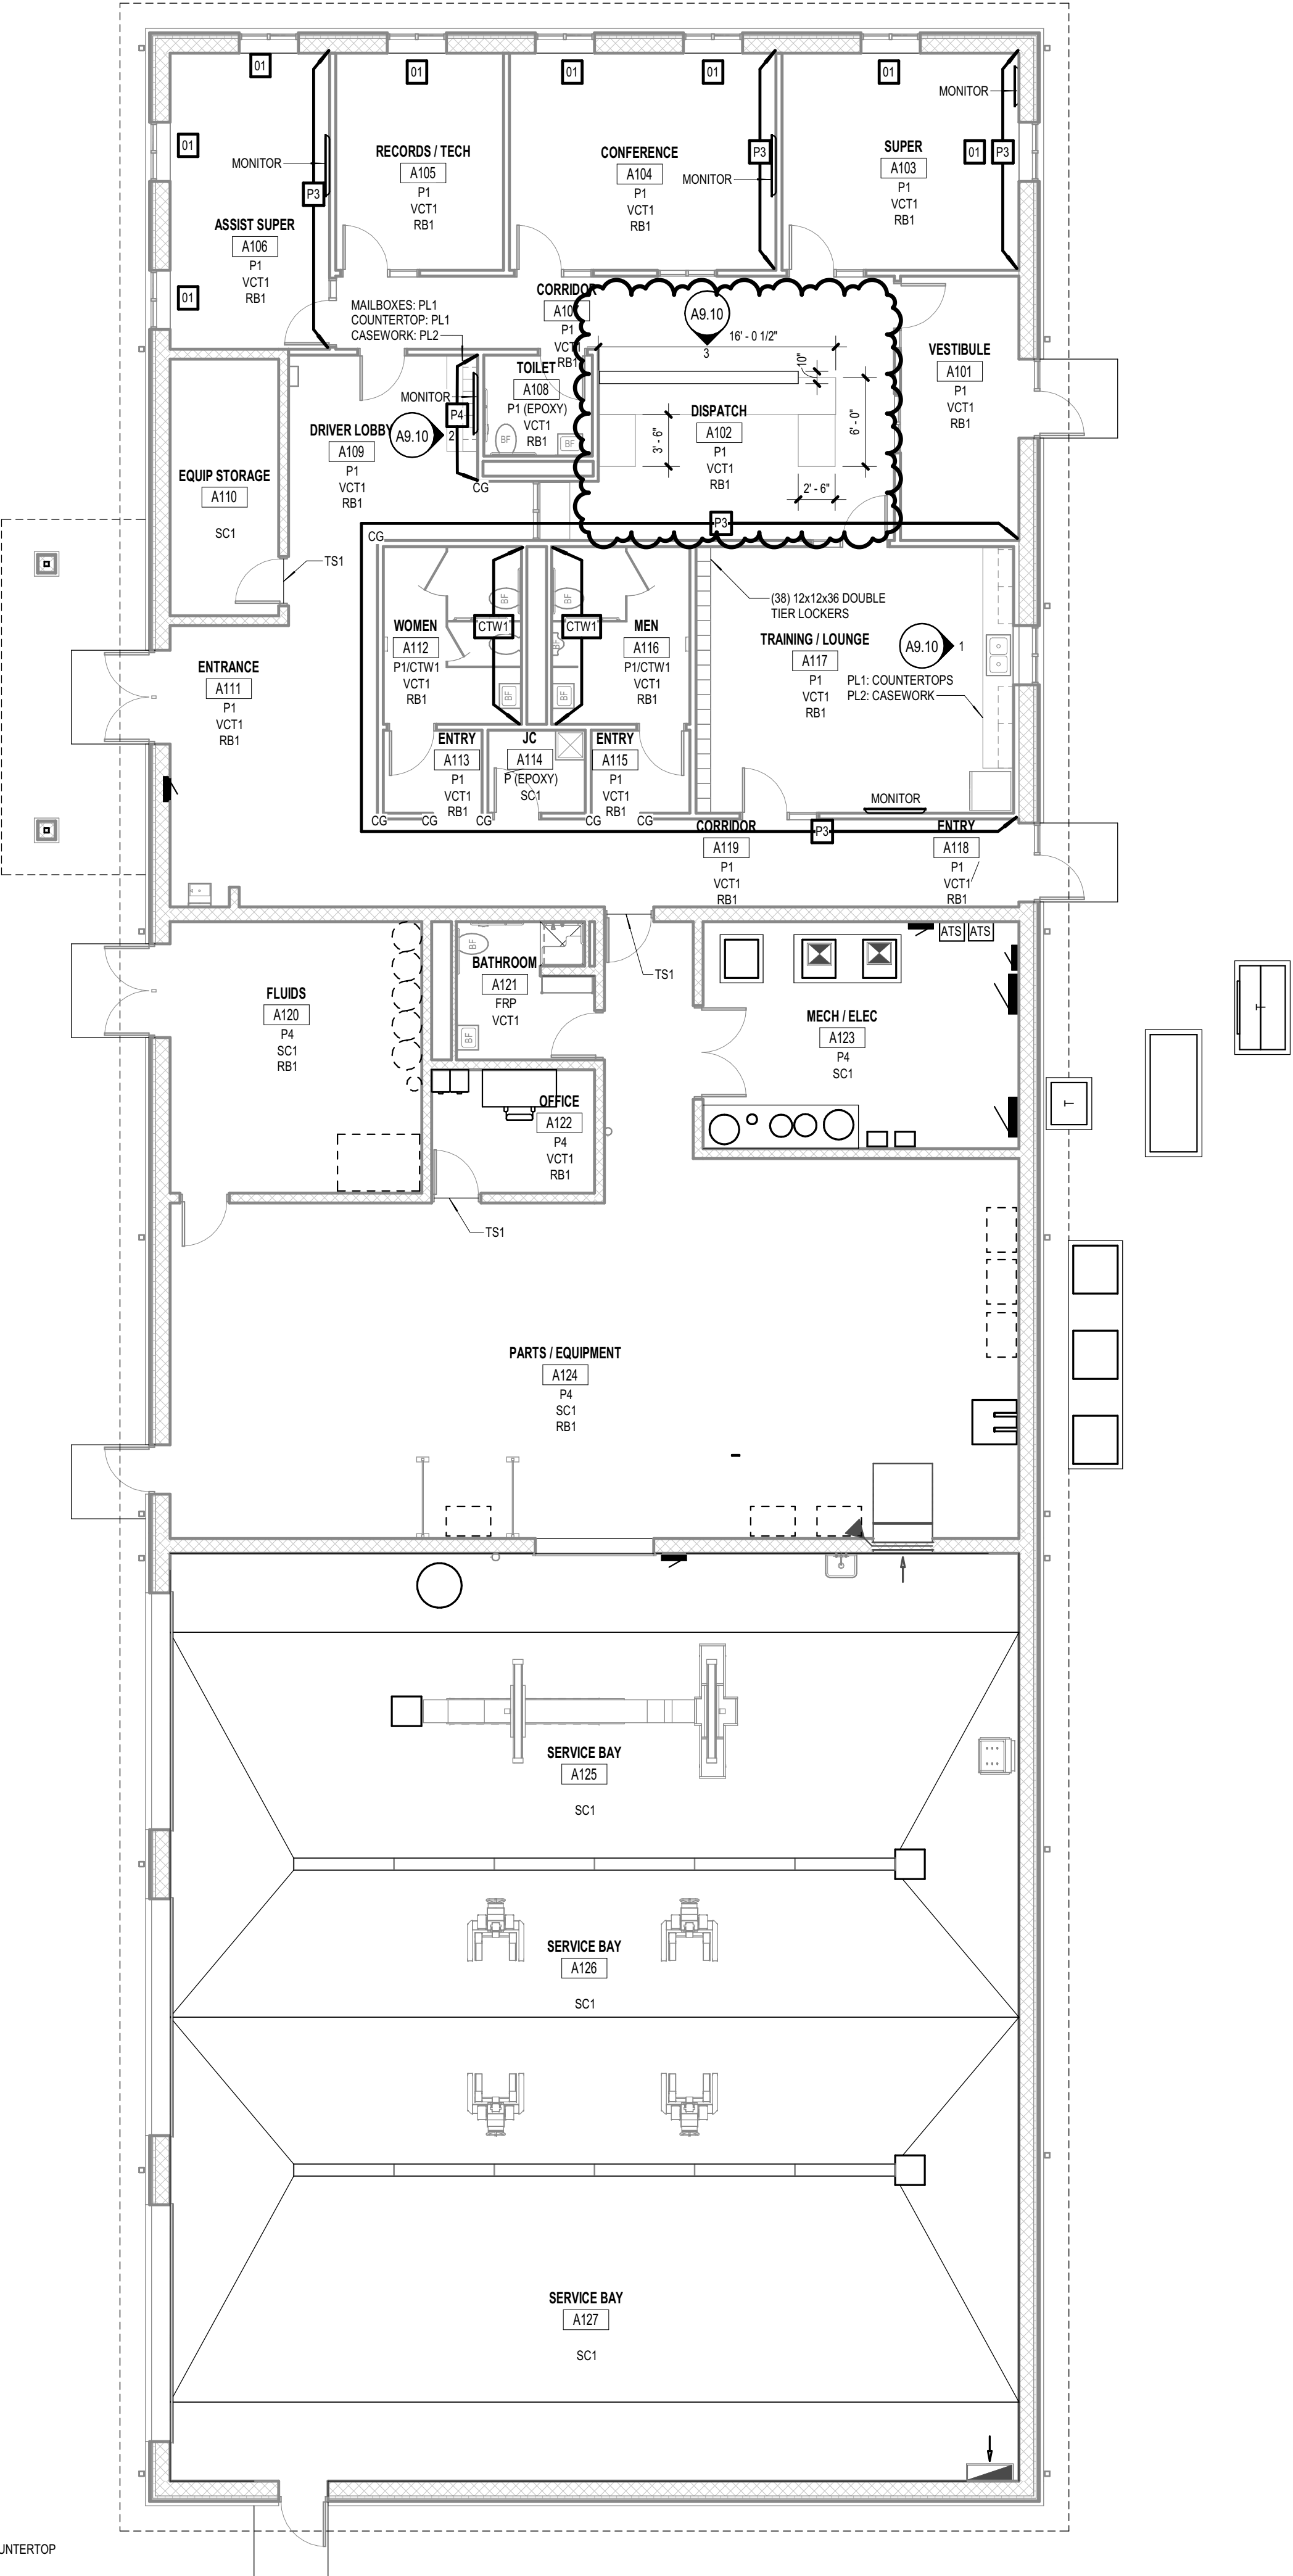 01
01
01
01
01
MONITOR
01
01
P3
P3
RECORDS / TECH
A105
P1
VCT1
RB1
CONFERENCE
A104
P1
VCT1
RB1
MONITOR
SUPER
A103
P1
VCT1
RB1
MONITOR
P3
ASSIST SUPER
A106
P1
VCT1
RB1
01
MAILBOXES: PL1
COUNTERTOP: PL1
CASEWORK: PL2
CORRIDOR
A107
P1
VCT1
RB1
A9.10
3
16' - 0 1/2"
10"
VESTIBULE
A101
P1
VCT1
RB1
TOILET
A108
P1 (EPOXY)
VCT1
RB1
BF
BF
MONITOR
P4
A9.10
2
DISPATCH
A102
P1
VCT1
RB1
3' - 6"
6' - 0"
2' - 6"
DRIVER LOBBY
A109
P1
VCT1
RB1
CG
EQUIP STORAGE
A110
SC1
TS1
P3
CG
WOMEN
A112
P1/CTW1
VCT1
RB1
BF
CTW1
BF
BF
CTW1
BF
BF
MEN
A116
P1/CTW1
VCT1
RB1
(38) 12x12x36 DOUBLE
TIER LOCKERS
TRAINING / LOUNGE
A117
P1
VCT1
RB1
A9.10
1
PL1: COUNTERTOPS
PL2: CASEWORK
ENTRANCE
A111
P1
VCT1
RB1
ENTRY
A113
P1
VCT1
RB1
JC
A114
P (EPOXY)
SC1
ENTRY
A115
P1
VCT1
RB1
MONITOR
CG
CG
CG
CG
CG
CORRIDOR
A119
P1
VCT1
RB1
P3
ENTRY
A118
P1
VCT1
RB1
ATS
ATS
TS1
FLUIDS
A120
P4
SC1
RB1
BF
BATHROOM
A121
FRP
VCT1
BF
MECH / ELEC
A123
P4
SC1
T
T
OFFICE
A122
P4
VCT1
RB1
TS1
PARTS / EQUIPMENT
A124
P4
SC1
RB1
SERVICE BAY
A125
SC1
SERVICE BAY
A126
SC1
SERVICE BAY
A127
SC1
UNTERTOP